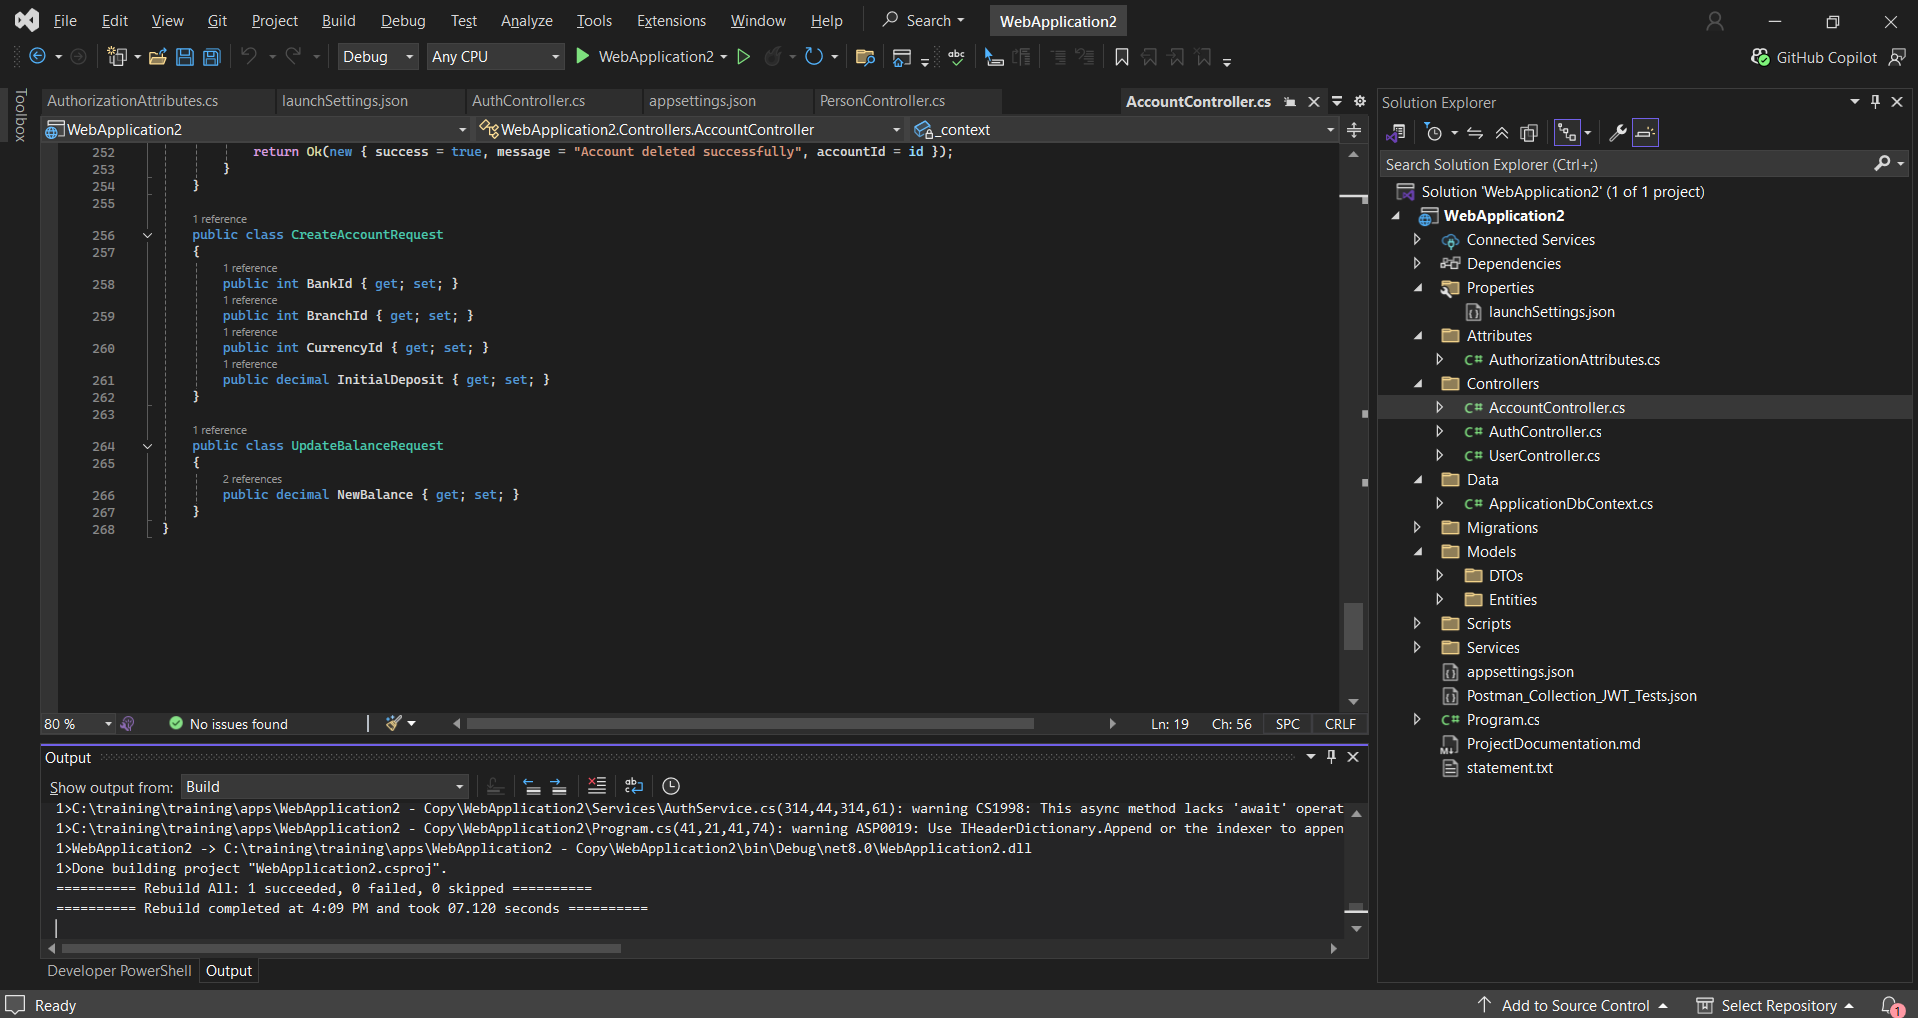 File Edit View Git Project Build Debug Test Analyze Tools Extensions Window Help Search WebApplication2
Debug Any CPU WebApplication2 abc GitHub Copilot
Toolbox
AuthorizationAttributes.cs launchSettings.json AuthController.cs appsettings.json PersonController.cs AccountController.cs
WebApplication2 WebApplication2.Controllers.AccountController _context
252 return Ok(new { success = true, message = "Account deleted successfully", accountId = id });
253 }
254 }
255
1 reference
256 public class CreateAccountRequest
257 {
1 reference
258 public int BankId { get; set; }
1 reference
259 public int BranchId { get; set; }
1 reference
260 public int CurrencyId { get; set; }
1 reference
261 public decimal InitialDeposit { get; set; }
262 }
263
1 reference
264 public class UpdateBalanceRequest
265 {
2 references
266 public decimal NewBalance { get; set; }
267 }
268 }
80 % No issues found Ln: 19 Ch: 56 SPC CRLF
Output
Show output from: Build
1>C:\training\training\apps\WebApplication2 - Copy\WebApplication2\Services\AuthService.cs(314,44,314,61): warning CS1998: This async method lacks 'await' operat
1>C:\training\training\apps\WebApplication2 - Copy\WebApplication2\Program.cs(41,21,41,74): warning ASP0019: Use IHeaderDictionary.Append or the indexer to appen
1>WebApplication2 -> C:\training\training\apps\WebApplication2 - Copy\WebApplication2\bin\Debug\net8.0\WebApplication2.dll
1>Done building project "WebApplication2.csproj".
========== Rebuild All: 1 succeeded, 0 failed, 0 skipped ==========
========== Rebuild completed at 4:09 PM and took 07.120 seconds ==========
Developer PowerShell Output
Solution Explorer
Search Solution Explorer (Ctrl+;)
Solution 'WebApplication2' (1 of 1 project)
WebApplication2
Connected Services
Dependencies
Properties
launchSettings.json
Attributes
C# AuthorizationAttributes.cs
Controllers
C# AccountController.cs
C# AuthController.cs
C# UserController.cs
Data
C# ApplicationDbContext.cs
Migrations
Models
DTOs
Entities
Scripts
Services
appsettings.json
Postman_Collection_JWT_Tests.json
C# Program.cs
ProjectDocumentation.md
statement.txt
Ready Add to Source Control Select Repository 1